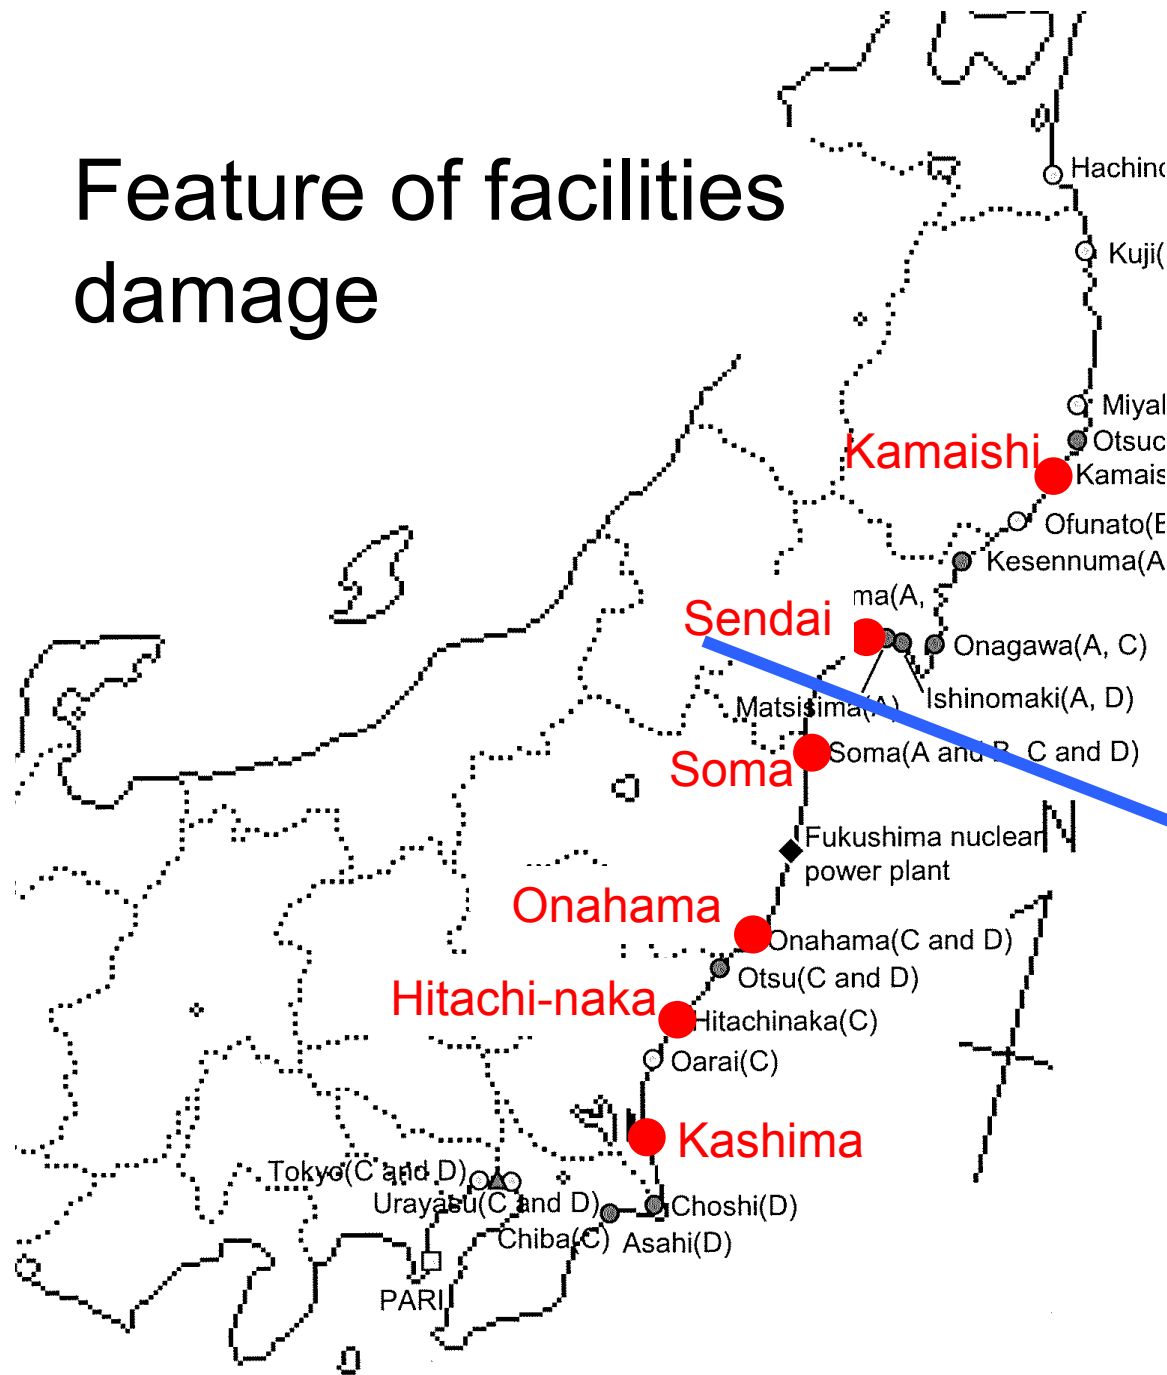 Feature of facilities
damage
Hachino
Kuji(
Miyal
Otsuc
Kamaishi
Kamais
Ofunato(B
Kesennuma(A
ma(A,
Sendai
Onagawa(A, C)
Ishinomaki(A, D)
Matsisima(A)
Soma
Soma(A and B, C and D)
N
Fukushima nuclear
power plant
Onahama
Onahama(C and D)
Otsu(C and D)
Hitachi-naka
Hitachinaka(C)
Oarai(C)
Kashima
Tokyo(C and D)
Urayasu(C and D)
Choshi(D)
Chiba(C)
Asahi(D)
PARI